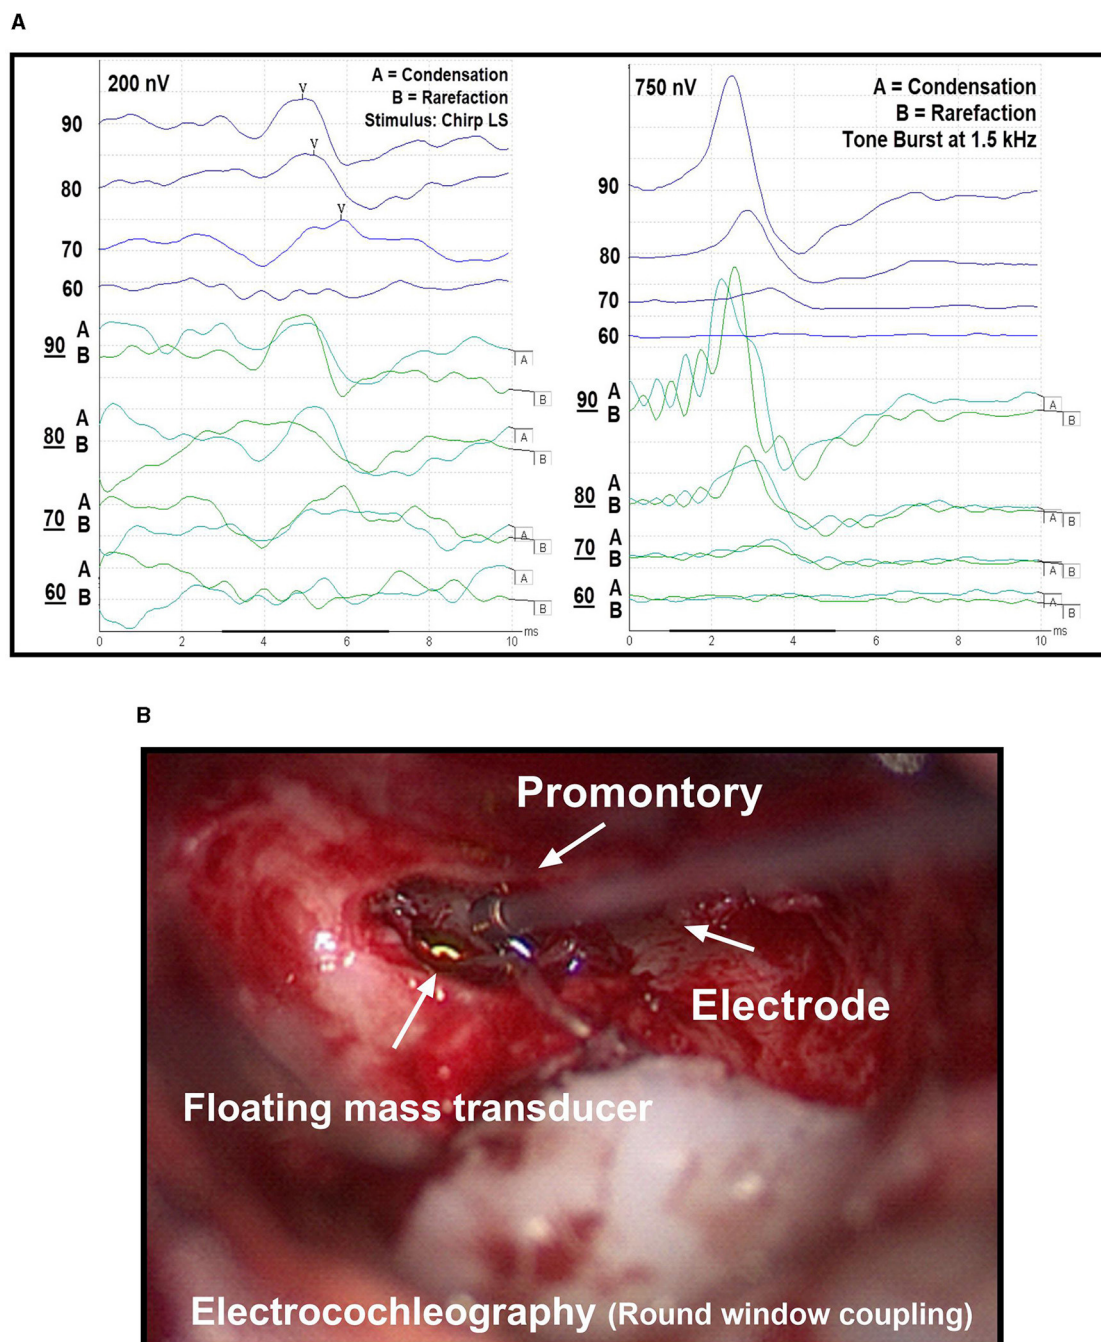 A
200 nV
A = Condensation
B = Rarefaction
Stimulus: Chirp LS
V
90
V
80
V
70
60
90 A
B
A
B
80 A
B
A
B
70 A
B
A
B
60 A
B
A
B
0 2 4 6 8 10 ms
750 nV
A = Condensation
B = Rarefaction
Tone Burst at 1.5 kHz
90
80
70
60
90 A
B
A
B
80 A
B
A
B
70 A
B
A
B
60 A
B
A
B
0 2 4 6 8 10 ms
B
Promontory
Electrode
Floating mass transducer
Electrocochleography (Round window coupling)